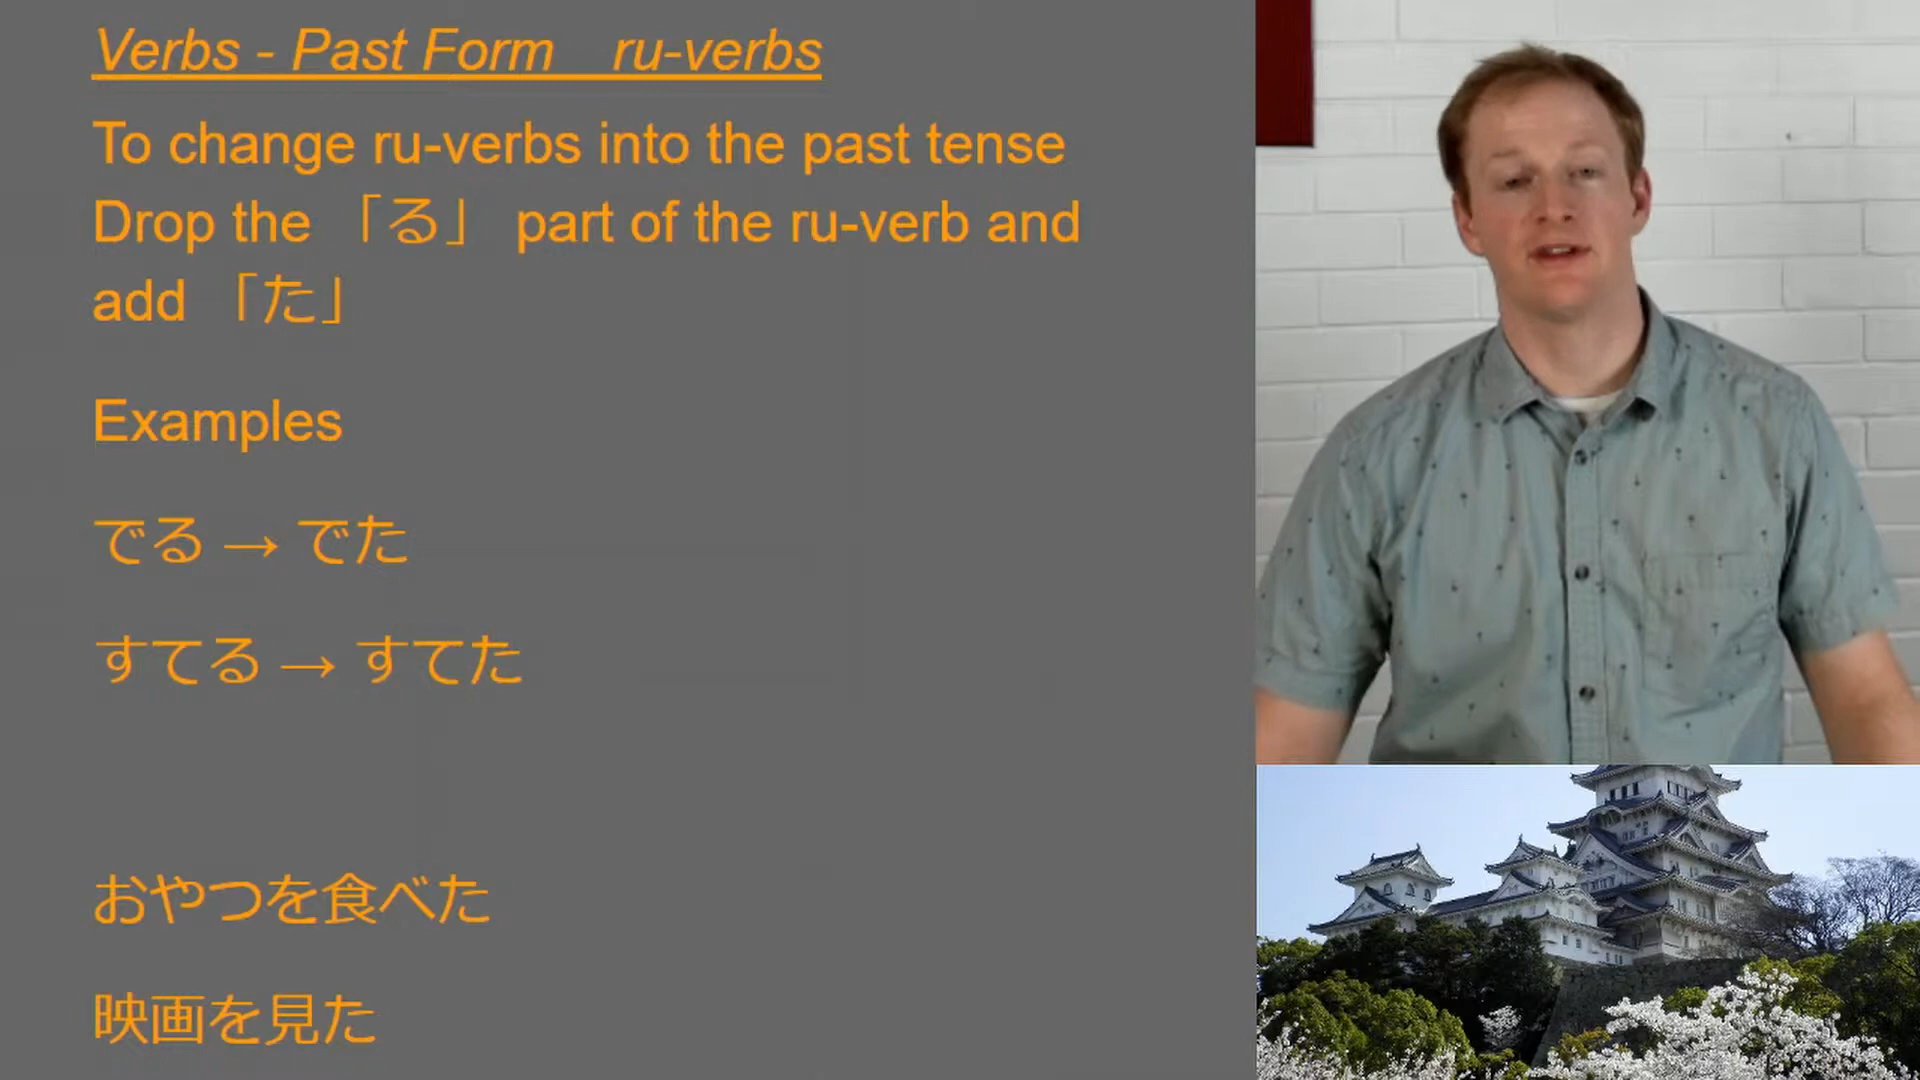 Verbs - Past Form ru-verbs
To change ru-verbs into the past tense
Drop the 「る」 part of the ru-verb and
add 「た」
Examples
でる → でた
すてる → すてた
おやつを食べた
映画を見た